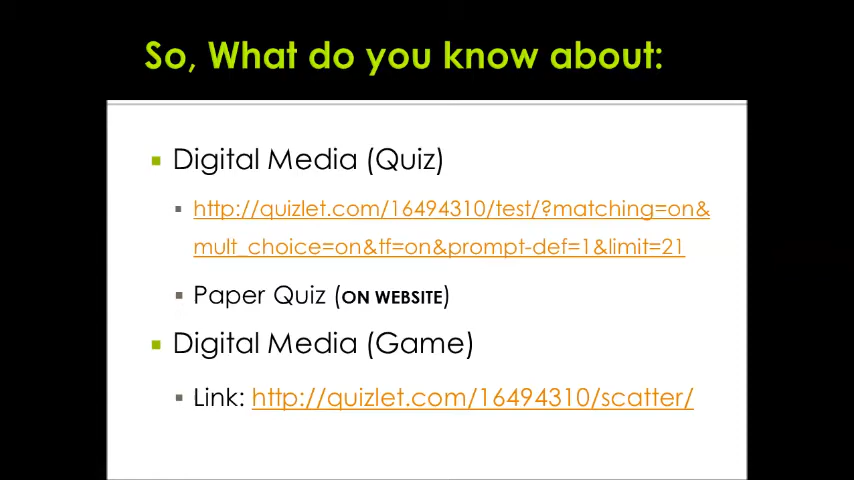 So, What do you know about:
Digital Media (Quiz)
http://quizlet.com/16494310/test/?matching=on&
mult_choice=on&tf=on&prompt-def=1&limit=21
Paper Quiz (ON WEBSITE)
Digital Media (Game)
Link: http://quizlet.com/16494310/scatter/